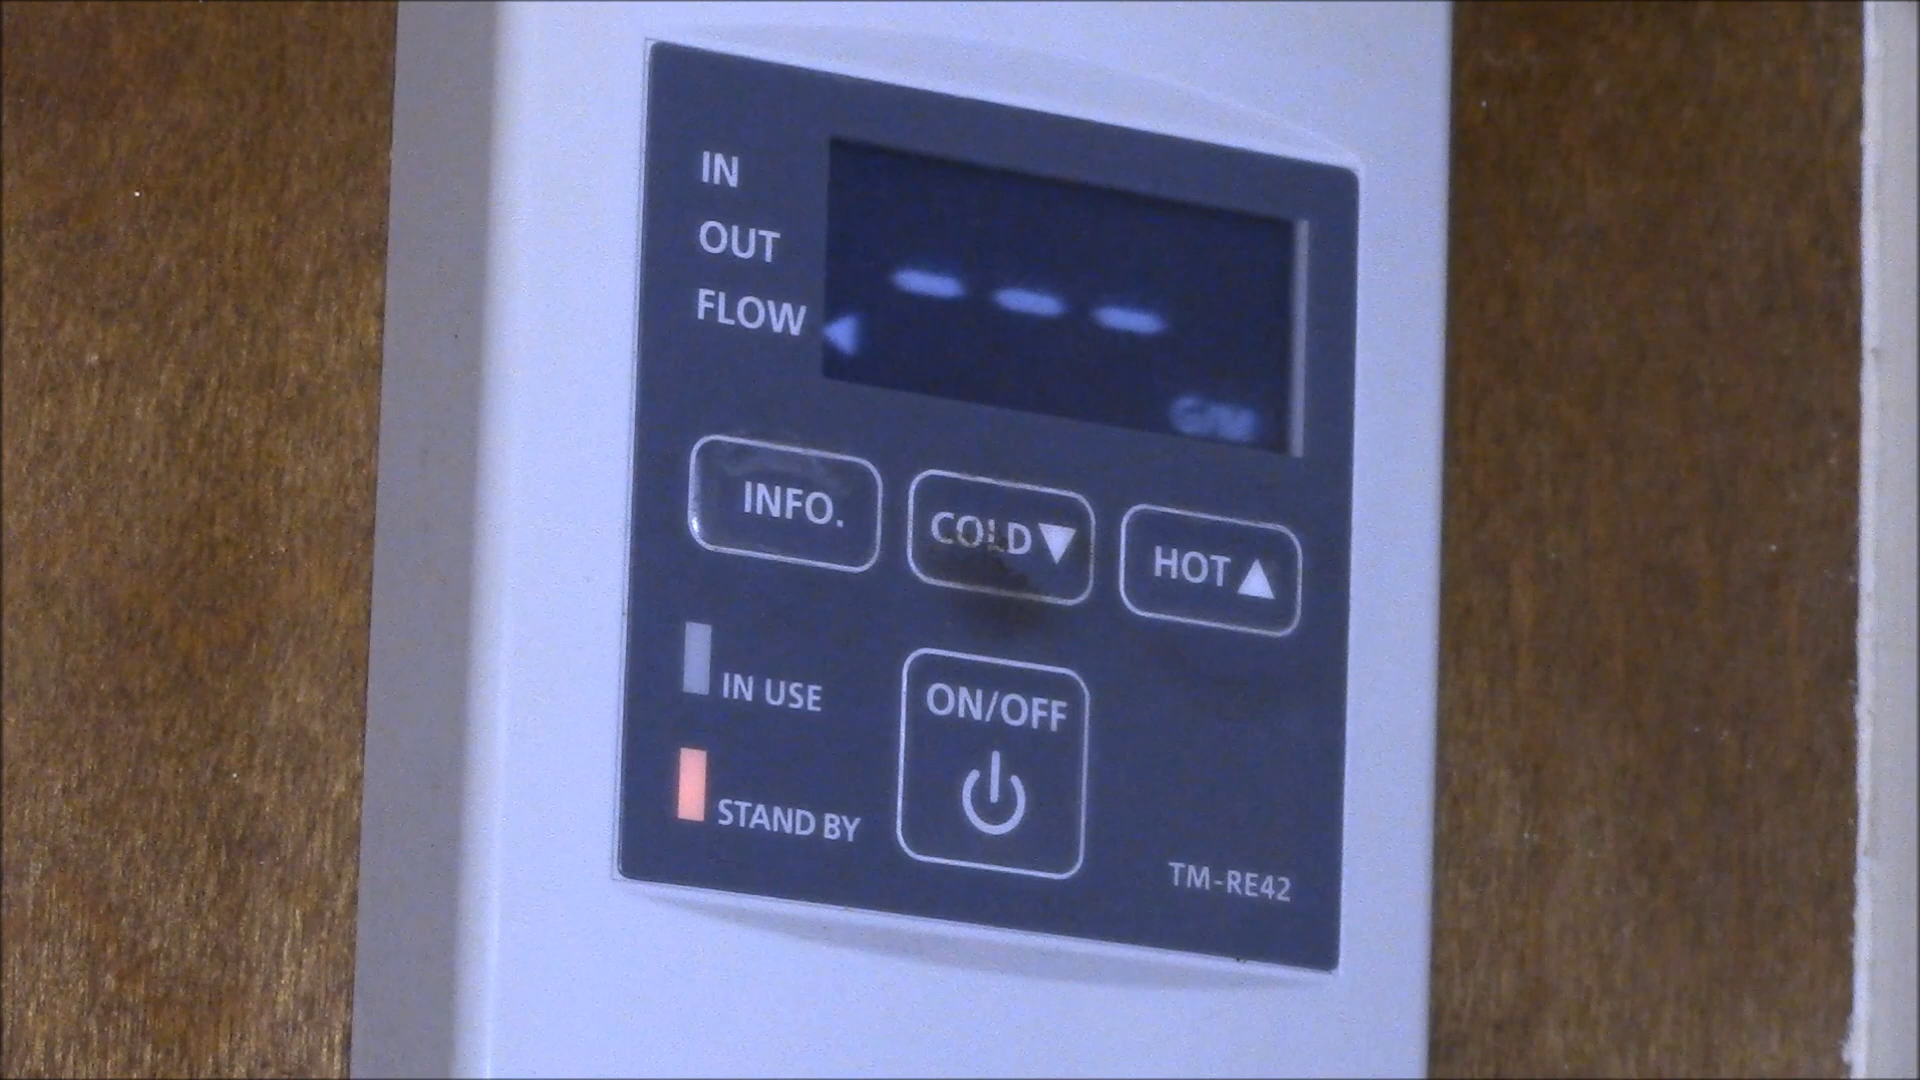 IN
OUT
FLOW
- - -
G/M
INFO.
COLD▼
HOT▲
IN USE
ON/OFF
STAND BY
TM-RE42